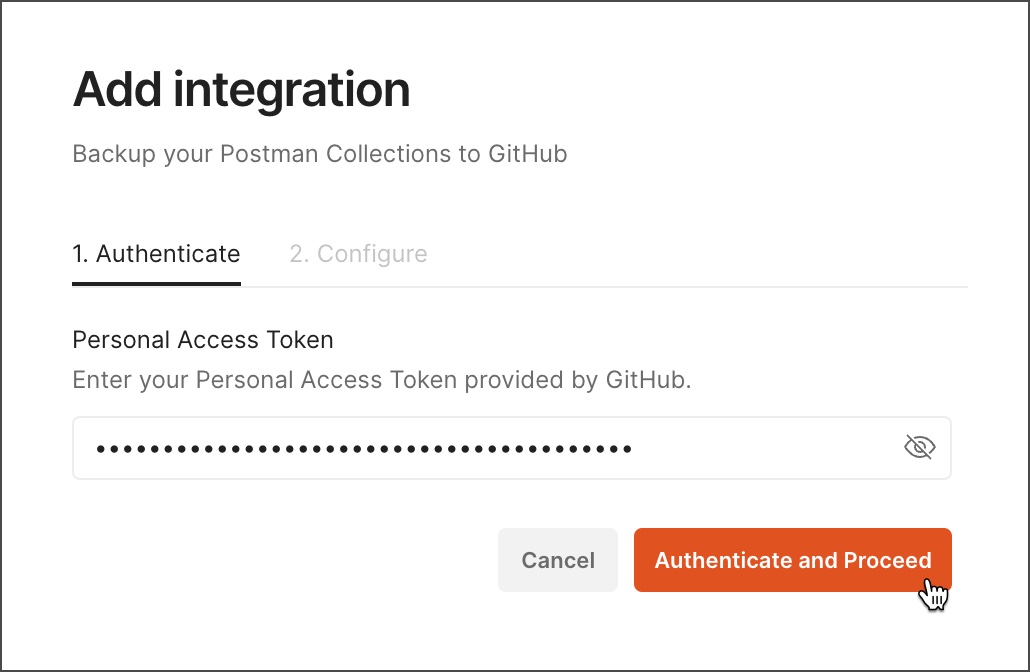 Add integration
Backup your Postman Collections to GitHub
1. Authenticate 2. Configure
Personal Access Token
Enter your Personal Access Token provided by GitHub.
••••••••••••••••••••••••••••••••••••••••
Cancel Authenticate and Proceed